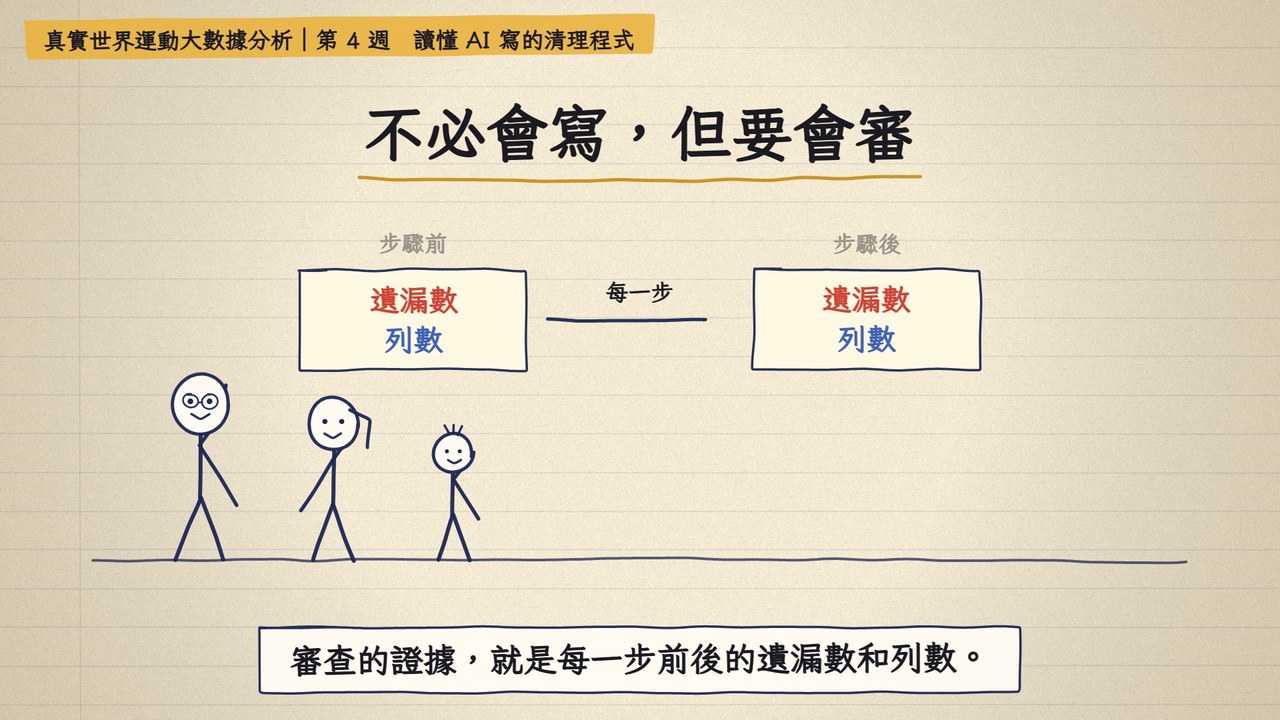 真實世界運動大數據分析｜第 4 週　讀懂 AI 寫的清理程式
不必會寫，但要會審
步驟前
步驟後
遺漏數
列數
每一步
遺漏數
列數
審查的證據，就是每一步前後的遺漏數和列數。